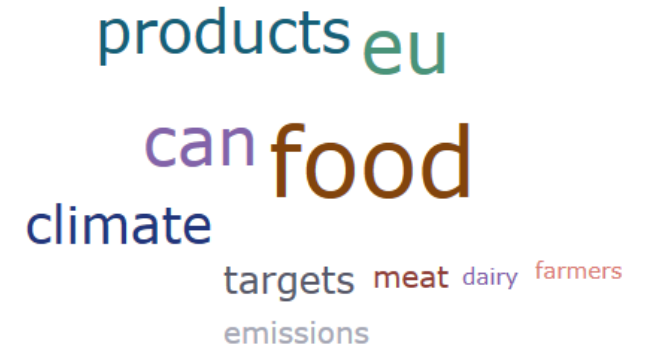 products eu
can food
climate
targets meat dairy farmers
emissions